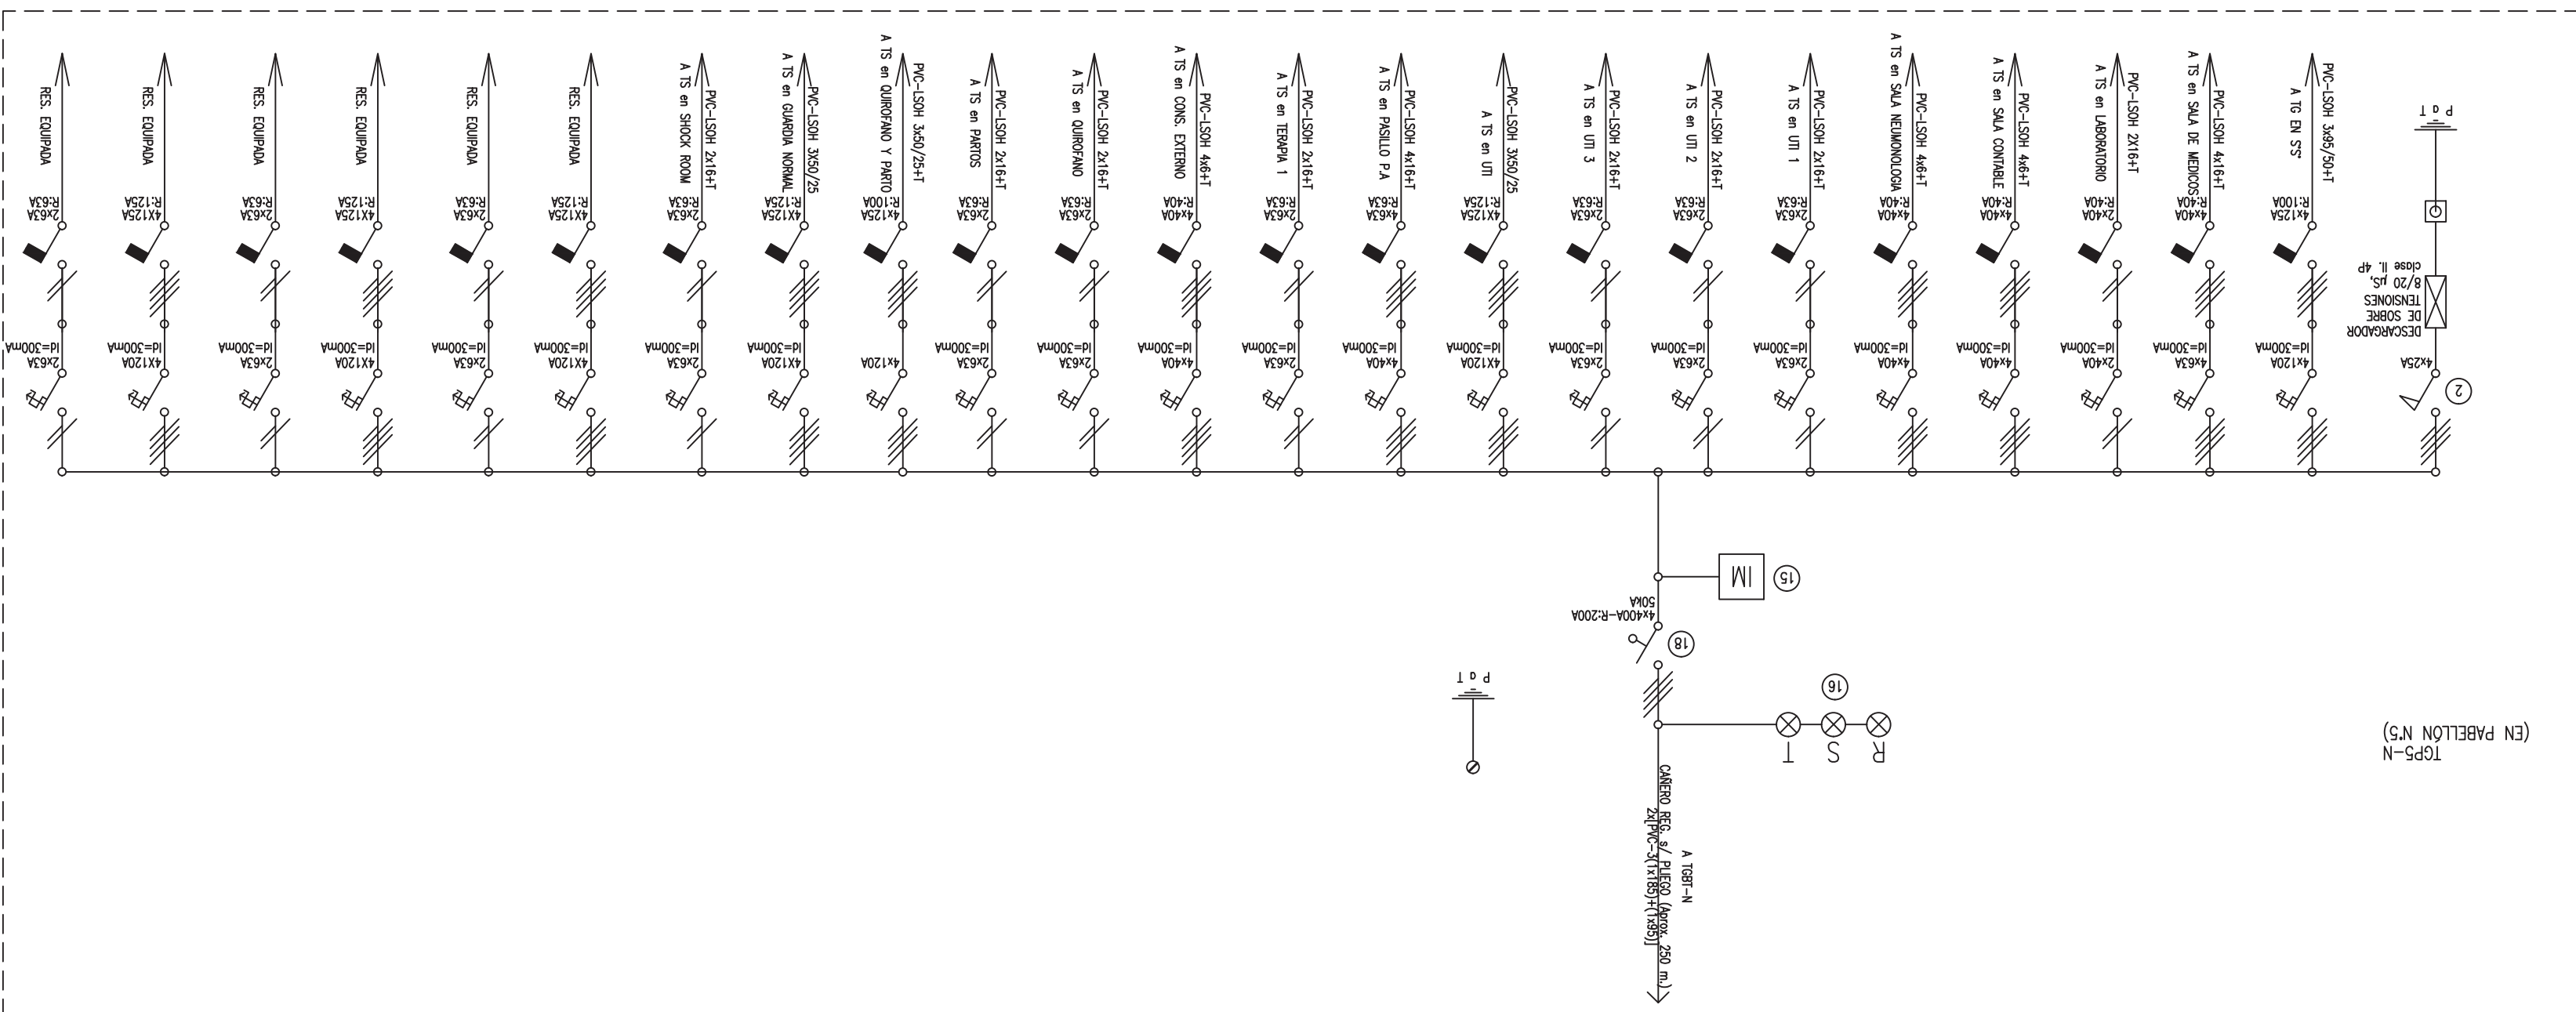 TGP5-N
(EN PABELLÓN N°5)
R
S
T
16
A TGBT-N
CAÑERO REG. s/ PLIEGO (Aprox. 250 m.)
2x[PVC-3(1x185)+(1x95)]
P a T
18
4x400A-R:200A
50kA
15
IM
2
4x25A
DESCARGADOR
DE SOBRE
TENSIONES
8/20 µS,
clase II. 4P
P a T
4x120A
Id=300mA
4x125A
R:100A
PVC-LSOH 3x95/50+T
A TG EN S°S°
4x63A
Id=300mA
4x40A
R:40A
PVC-LSOH 4x16+T
A TS en SALA DE MEDICOS
2x40A
Id=300mA
2x40A
R:40A
PVC-LSOH 2X16+T
A TS en LABORATORIO
4x40A
Id=300mA
4x40A
R:40A
PVC-LSOH 4x6+T
A TS en SALA CONTABLE
4x40A
Id=300mA
4x40A
R:40A
PVC-LSOH 4x6+T
A TS en SALA NEUMONOLOGIA
2x63A
Id=300mA
2x63A
R:63A
PVC-LSOH 2x16+T
A TS en UTI 1
2x63A
Id=300mA
2x63A
R:63A
PVC-LSOH 2x16+T
A TS en UTI 2
2x63A
Id=300mA
2x63A
R:63A
PVC-LSOH 2x16+T
A TS en UTI 3
4X120A
Id=300mA
4X125A
R:125A
PVC-LSOH 3X50/25
A TS en UTI
4x40A
Id=300mA
4x63A
R:63A
PVC-LSOH 4x16+T
A TS en PASILLO P.A
2x63A
Id=300mA
2x63A
R:63A
PVC-LSOH 2x16+T
A TS en TERAPIA 1
4x40A
Id=300mA
4x40A
R:40A
PVC-LSOH 4x6+T
A TS en CONS. EXTERNO
2x63A
Id=300mA
2x63A
R:63A
PVC-LSOH 2x16+T
A TS en QUIROFANO
2x63A
Id=300mA
2x63A
R:63A
PVC-LSOH 2x16+T
A TS en PARTOS
4x120A
4x125A
R:100A
PVC-LSOH 3x50/25+T
A TS en QUIROFANO Y PARTO
4X120A
Id=300mA
4X125A
R:125A
PVC-LSOH 3X50/25
A TS en GUARDIA NORMAL
2x63A
Id=300mA
2x63A
R:63A
PVC-LSOH 2x16+T
A TS en SHOCK ROOM
4X120A
Id=300mA
4X125A
R:125A
RES. EQUIPADA
2x63A
Id=300mA
2x63A
R:63A
RES. EQUIPADA
4X120A
Id=300mA
4X125A
R:125A
RES. EQUIPADA
2x63A
Id=300mA
2x63A
R:63A
RES. EQUIPADA
4X120A
Id=300mA
4X125A
R:125A
RES. EQUIPADA
2x63A
Id=300mA
2x63A
R:63A
RES. EQUIPADA